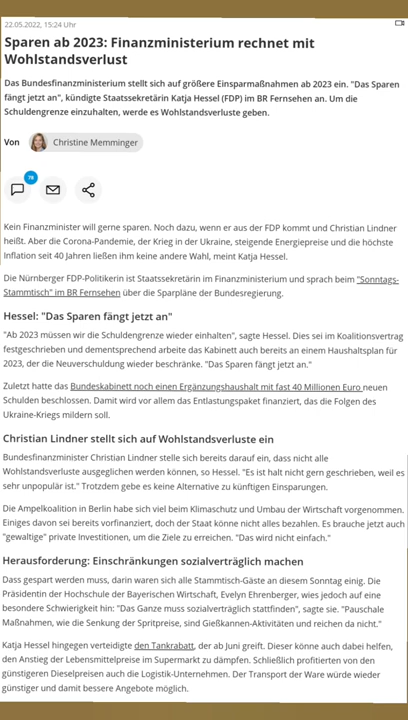 22.05.2022, 15:24 Uhr
Sparen ab 2023: Finanzministerium rechnet mit
Wohlstandsverlust
Das Bundesfinanzministerium stellt sich auf größere Einsparmaßnahmen ab 2023 ein. "Das Sparen
fängt jetzt an", kündigte Staatssekretärin Katja Hessel (FDP) im BR Fernsehen an. Um die
Schuldengrenze einzuhalten, werde es Wohlstandsverluste geben.
Von Christine Memminger
78
Kein Finanzminister will gerne sparen. Noch dazu, wenn er aus der FDP kommt und Christian Lindner
heißt. Aber die Corona-Pandemie, der Krieg in der Ukraine, steigende Energiepreise und die höchste
Inflation seit 40 Jahren ließen ihm keine andere Wahl, meint Katja Hessel.
Die Nürnberger FDP-Politikerin ist Staatssekretärin im Finanzministerium und sprach beim "Sonntags-
Stammtisch" im BR Fernsehen über die Sparpläne der Bundesregierung.
Hessel: "Das Sparen fängt jetzt an"
"Ab 2023 müssen wir die Schuldengrenze wieder einhalten", sagte Hessel. Dies sei im Koalitionsvertrag
festgeschrieben und dementsprechend arbeite das Kabinett auch bereits an einem Haushaltsplan für
2023, der die Neuverschuldung wieder beschränke. "Das Sparen fängt jetzt an."
Zuletzt hatte das Bundeskabinett noch einen Ergänzungshaushalt mit fast 40 Millionen Euro neuen
Schulden beschlossen. Damit wird vor allem das Entlastungspaket finanziert, das die Folgen des
Ukraine-Kriegs mildern soll.
Christian Lindner stellt sich auf Wohlstandsverluste ein
Bundesfinanzminister Christian Lindner stelle sich bereits darauf ein, dass nicht alle
Wohlstandsverluste ausgeglichen werden können, so Hessel. "Es ist halt nicht gern geschrieben, weil es
sehr unpopulär ist." Trotzdem gebe es keine Alternative zu künftigen Einsparungen.
Die Ampelkoalition in Berlin habe sich viel beim Klimaschutz und Umbau der Wirtschaft vorgenommen.
Einiges davon sei bereits vorfinanziert, doch der Staat könne nicht alles bezahlen. Es brauche jetzt auch
"gewaltige" private Investitionen, um die Ziele zu erreichen. "Das wird nicht einfach."
Herausforderung: Einschränkungen sozialverträglich machen
Dass gespart werden muss, darin waren sich alle Stammtisch-Gäste an diesem Sonntag einig. Die
Präsidentin der Hochschule der Bayerischen Wirtschaft, Evelyn Ehrenberger, wies jedoch auf eine
besondere Schwierigkeit hin: "Das Ganze muss sozialverträglich stattfinden", sagte sie. "Pauschale
Maßnahmen, wie die Senkung der Spritpreise, sind Gießkannen-Aktivitäten und reichen da nicht."
Katja Hessel hingegen verteidigte den Tankrabatt, der ab Juni greift. Dieser könne auch dabei helfen,
den Anstieg der Lebensmittelpreise im Supermarkt zu dämpfen. Schließlich profitierten von den
günstigeren Dieselpreisen auch die Logistik-Unternehmen. Der Transport der Ware würde wieder
günstiger und damit bessere Angebote möglich.